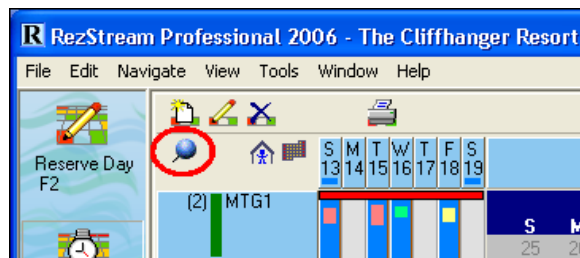 R RezStream Professional 2006 - The Cliffhanger Resort
File Edit Navigate View Tools Window Help
Reserve Day
F2
S M T W T F S
13 14 15 16 17 18 19
(2) MTG1
S
25